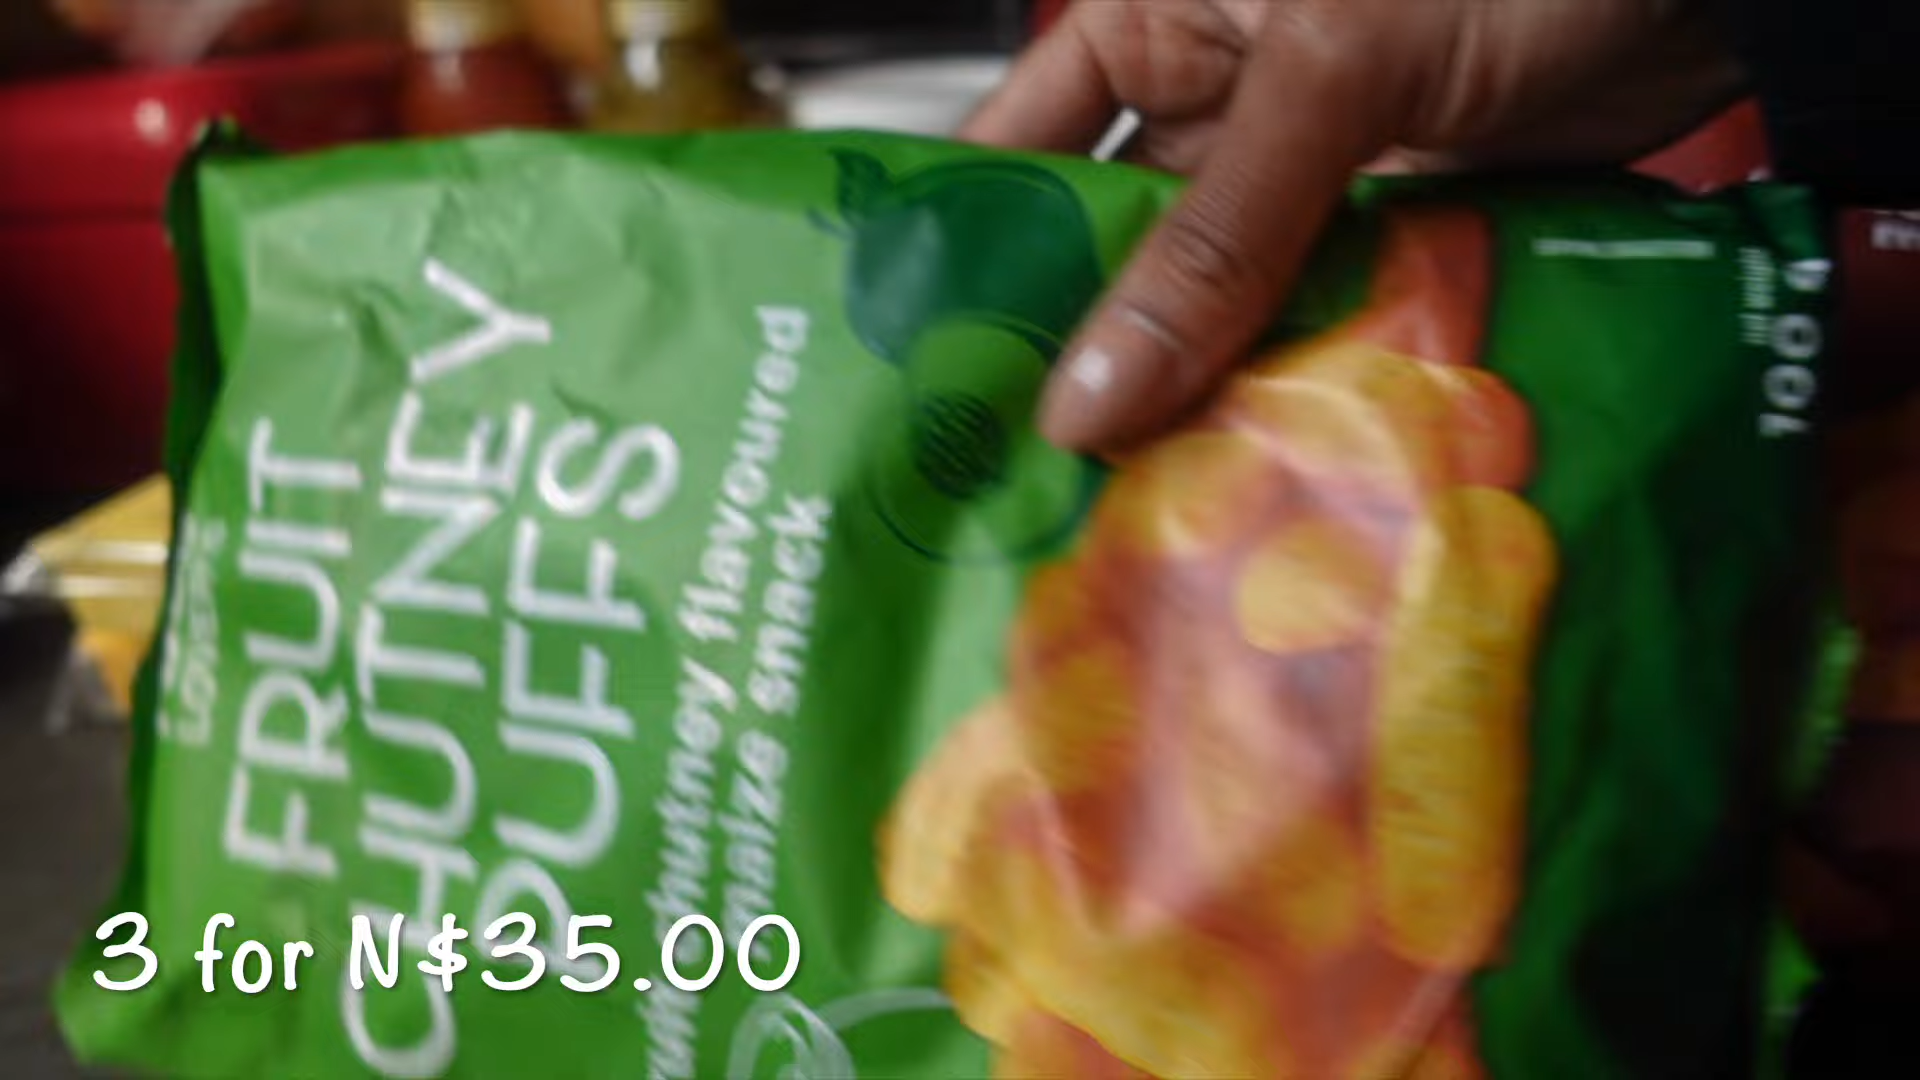 FRUIT
CHUTNEY
PUFFS
chutney flavoured
maize snack
100 g
3 for N$35.00